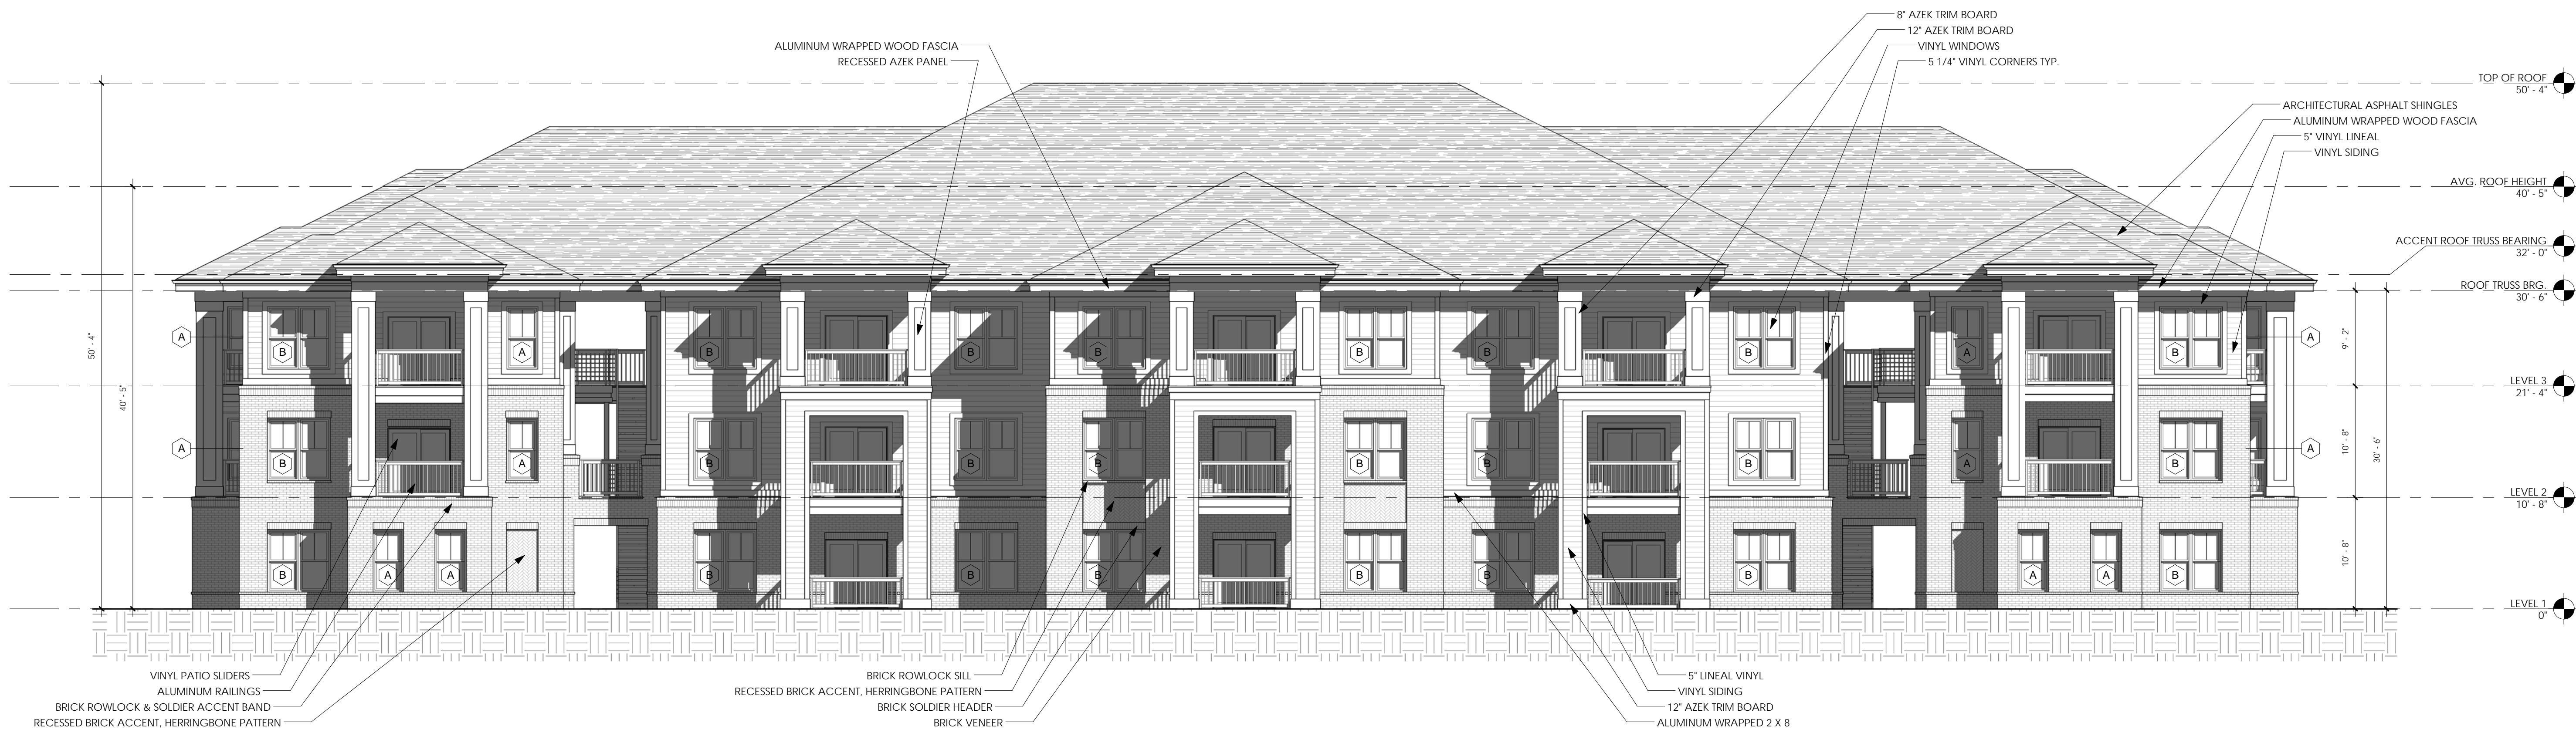 8" AZEK TRIM BOARD
12" AZEK TRIM BOARD
VINYL WINDOWS
5 1/4" VINYL CORNERS TYP.
ALUMINUM WRAPPED WOOD FASCIA
RECESSED AZEK PANEL
TOP OF ROOF
50' - 4"
ARCHITECTURAL ASPHALT SHINGLES
ALUMINUM WRAPPED WOOD FASCIA
5" VINYL LINEAL
VINYL SIDING
AVG. ROOF HEIGHT
40' - 5"
ACCENT ROOF TRUSS BEARING
32' - 0"
ROOF TRUSS BRG.
30' - 6"
50' - 4"
40' - 5"
A
B
A
B
B
B
B
B
B
A
B
A
9' - 2"
LEVEL 3
21' - 4"
A
B
A
B
B
B
B
B
B
A
B
A
10' - 8"
30' - 6"
LEVEL 2
10' - 8"
B
A
A
B
B
B
B
B
B
A
A
B
10' - 8"
LEVEL 1
0"
VINYL PATIO SLIDERS
ALUMINUM RAILINGS
BRICK ROWLOCK & SOLDIER ACCENT BAND
RECESSED BRICK ACCENT, HERRINGBONE PATTERN
BRICK ROWLOCK SILL
RECESSED BRICK ACCENT, HERRINGBONE PATTERN
BRICK SOLDIER HEADER
BRICK VENEER
5" LINEAL VINYL
VINYL SIDING
12" AZEK TRIM BOARD
ALUMINUM WRAPPED 2 X 8